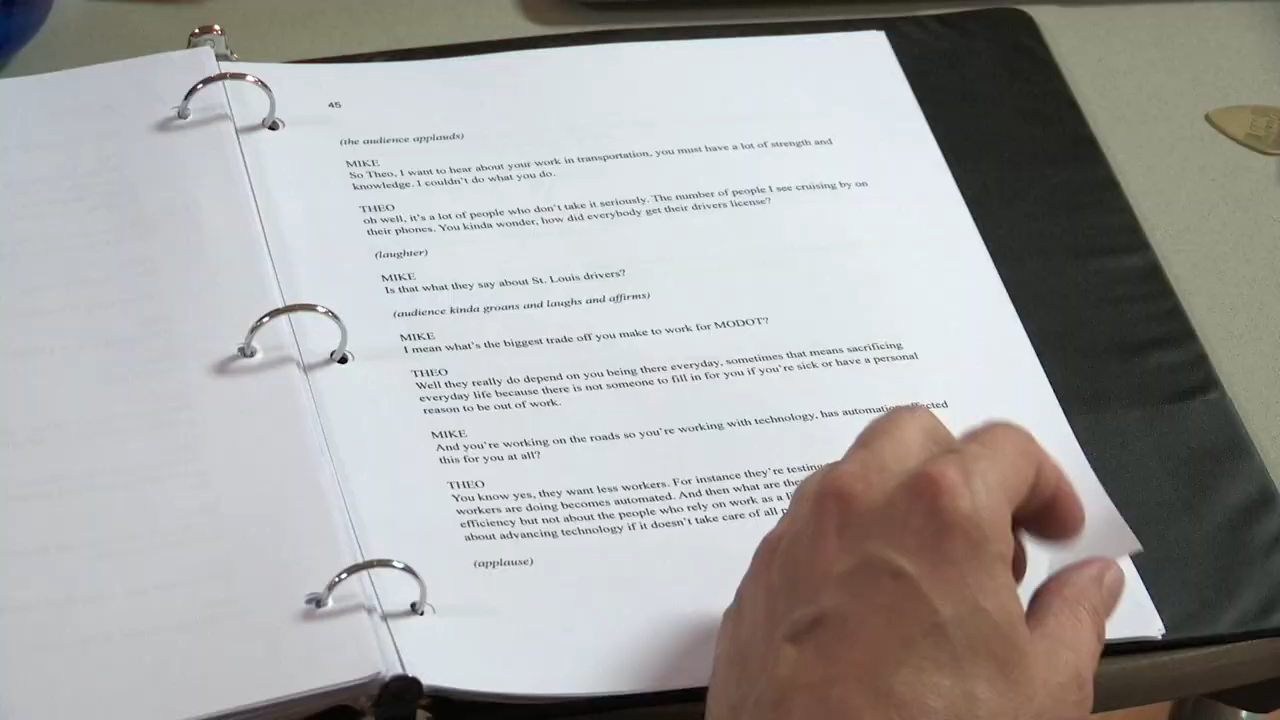 45
(the audience applauds)
MIKE
So Theo, I want to hear about your work in transportation, you must have a lot of strength and
knowledge. I couldn't do what you do.
THEO
oh well, it's a lot of people who don't take it seriously. The number of people I see cruising by on
their phones. You kinda wonder, how did everybody get their drivers license?
(laughter)
MIKE
Is that what they say about St. Louis drivers?
(audience kinda groans and laughs and affirms)
MIKE
I mean what's the biggest trade off you make to work for MODOT?
THEO
Well they really do depend on you being there everyday, sometimes that means sacrificing
everyday life because there is not someone to fill in for you if you're sick or have a personal
reason to be out of work.
MIKE
And you're working on the roads so you're working with technology, has automation affected
this for you at all?
THEO
You know yes, they want less workers. For instance they're testing
workers are doing becomes automated. And then what are
efficiency but not about the people who rely on work as a
about advancing technology if it doesn't take care of all
(applause)